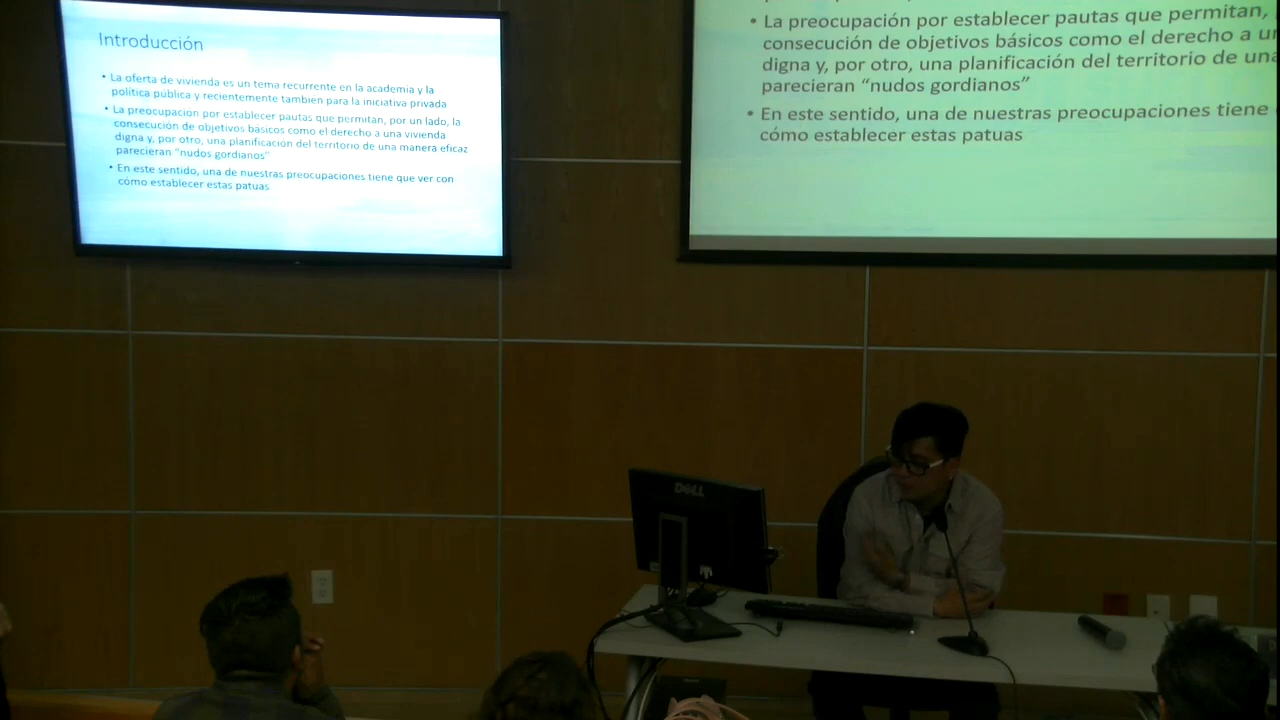 Introducción
• La oferta de vivienda es un tema recurrente en la academia y la
política pública y recientemente tambien para la iniciativa privada
• La preocupacion por establecer pautas que permitan, por un lado, la
consecución de objetivos básicos como el derecho a una vivienda
digna y, por otro, una planificación del territorio de una manera eficaz
parecieran "nudos gordianos"
• En este sentido, una de nuestras preocupaciones tiene que ver con
cómo establecer estas patuas
• La preocupación por establecer pautas que permitan,
consecución de objetivos básicos como el derecho a
digna y, por otro, una planificación del territorio de una
parecieran “nudos gordianos”
• En este sentido, una de nuestras preocupaciones tiene
cómo establecer estas patuas
DELL